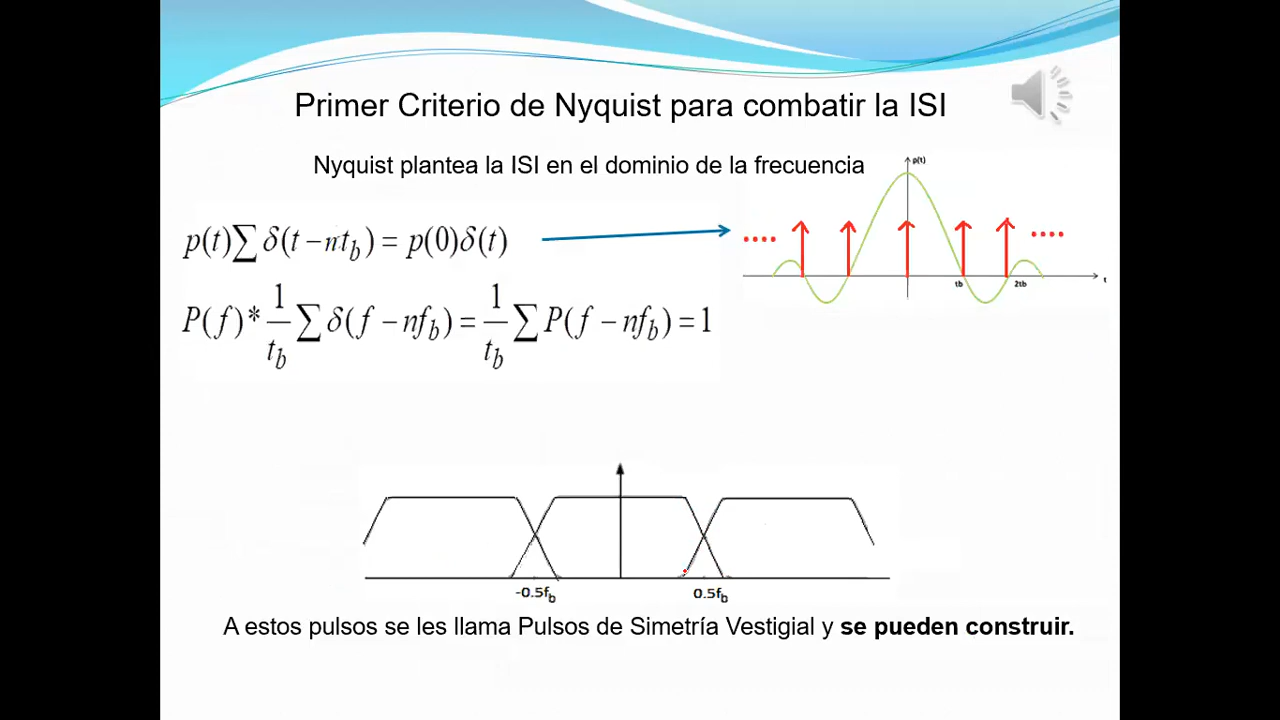 Primer Criterio de Nyquist para combatir la ISI
Nyquist plantea la ISI en el dominio de la frecuencia
p(t)
p(t)∑ δ(t − nt_b) = p(0)δ(t)
tb 2tb t
P(f) * 1/t_b ∑ δ(f − nf_b) = 1/t_b ∑ P(f − nf_b) = 1
-0.5f_b 0.5f_b
A estos pulsos se les llama Pulsos de Simetría Vestigial y se pueden construir.